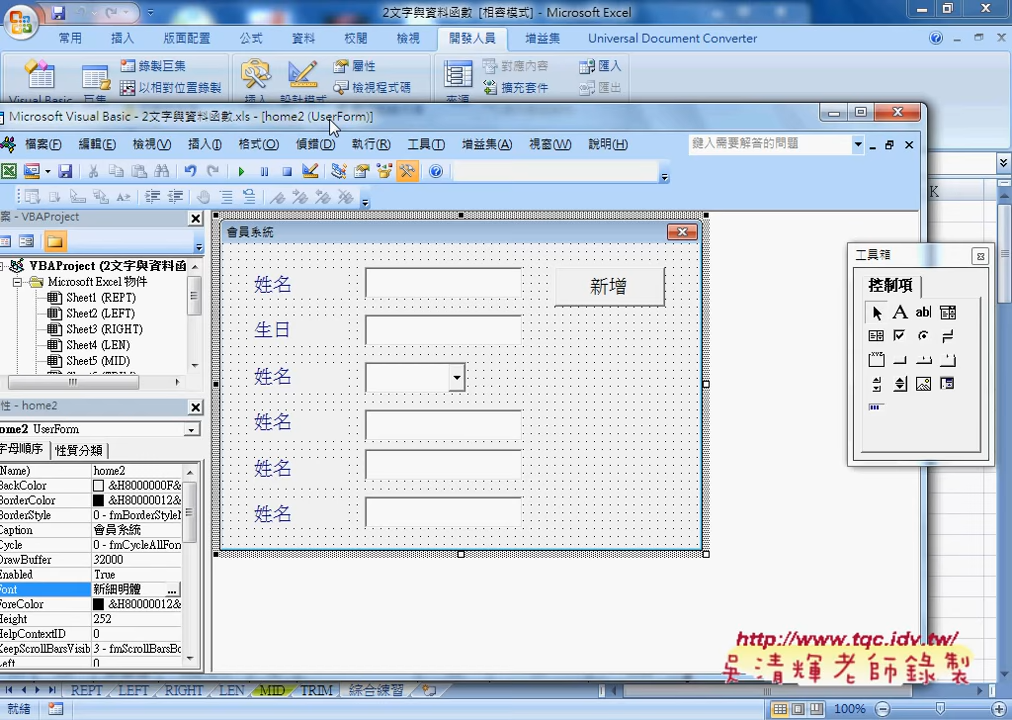 2文字與資料函數 [相容模式] - Microsoft Excel
常用 插入 版面配置 公式 資料 校閱 檢視 開發人員 增益集 Universal Document Converter
錄製巨集 屬性 對應內容 匯入
以相對位置錄製 檢視程式碼 擴充套件 匯出
Microsoft Visual Basic - 2文字與資料函數.xls - [home2 (UserForm)]
檔案(F) 編輯(E) 檢視(V) 插入(I) 格式(O) 偵錯(D) 執行(R) 工具(T) 增益集(A) 視窗(W) 說明(H) 鍵入需要解答的問題
K
案 - VBAProject
VBAProject (2文字與資料函
Microsoft Excel 物件
Sheet1 (REPT)
Sheet2 (LEFT)
Sheet3 (RIGHT)
Sheet4 (LEN)
Sheet5 (MID)
會員系統
姓名 新增
生日
姓名
姓名
姓名
姓名
工具箱
控制項
A ab|
性 - home2
ome2 UserForm
字母順序 性質分類
Name) home2
BackColor &H8000000F&
BorderColor &H80000012&
BorderStyle 0 - fmBorderStyleN
Caption 會員系統
Cycle 0 - fmCycleAllForm
DrawBuffer 32000
Enabled True
Font 新細明體 ...
ForeColor &H80000012&
Height 252
HelpContextID 0
KeepScrollBarsVisib 3 - fmScrollBarsBo
Left 0
http://www.tqc.idv.tw/
吳清輝老師錄製
REPT LEFT RIGHT LEN MID TRIM 綜合練習
就緒 100%